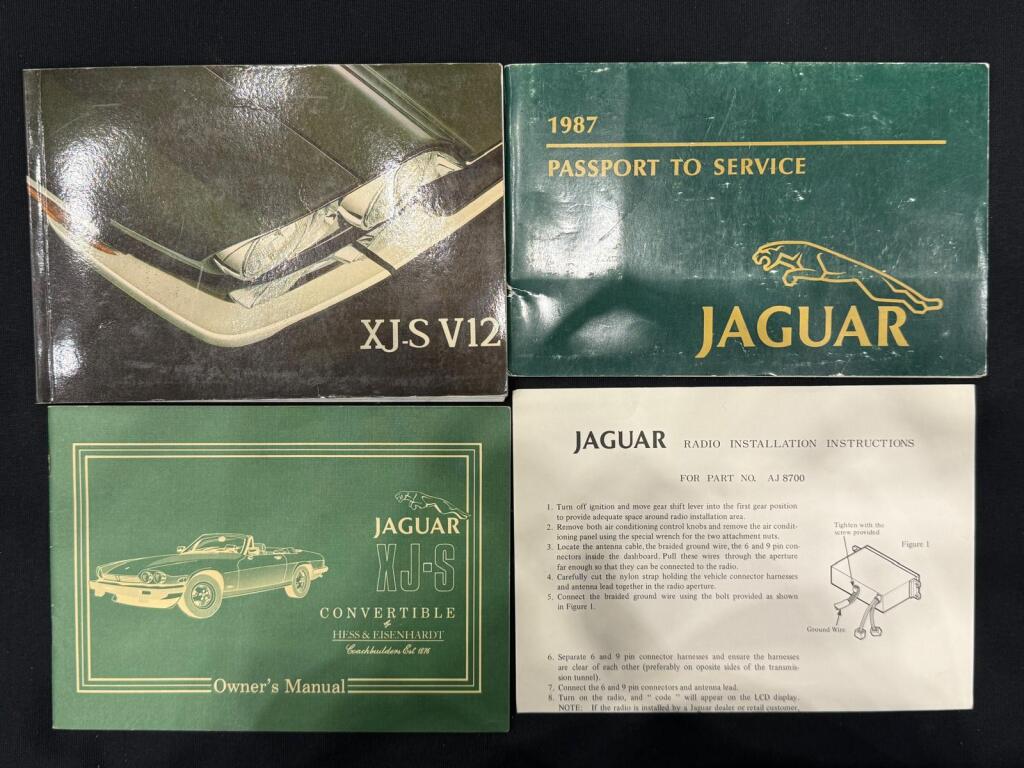 XJ-S V12
1987
PASSPORT TO SERVICE
JAGUAR
JAGUAR
XJ-S
CONVERTIBLE
by
HESS & EISENHARDT
Coachbuilders Est 1876
Owner's Manual
JAGUAR RADIO INSTALLATION INSTRUCTIONS
FOR PART NO. AJ 8700
1. Turn off ignition and move gear shift lever into the first gear position
to provide adequate space around radio installation area.
2. Remove both air conditioning control knobs and remove the air condit-
ioning panel using the special wrench for the two attachment nuts.
3. Locate the antenna cable, the braided ground wire, the 6 and 9 pin con-
nectors inside the dashboard. Pull these wires through the aperture
far enough so that they can be connected to the radio.
4. Carefully cut the nylon strap holding the vehicle connector harnesses
and antenna lead together in the radio aperture.
5. Connect the braided ground wire using the bolt provided as shown
in Figure 1.
Tighten with the
screw provided
Figure 1
Ground Wire
6. Separate 6 and 9 pin connector harnesses and ensure the harnesses
are clear of each other (preferably on oposite sides of the transmis-
sion tunnel).
7. Connect the 6 and 9 pin connectors and antenna lead.
8. Turn on the radio, and " code " will appear on the LCD display.
NOTE: If the radio is installed by a Jaguar dealer or retail customer,